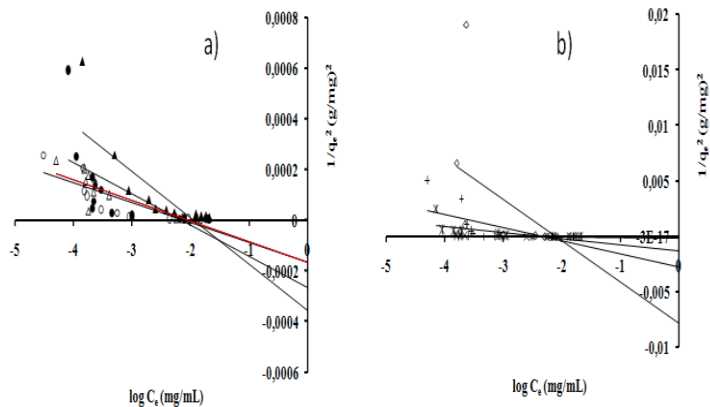 a)
0,0008
0,0006
0,0004
0,0002
0
-0,0002
-0,0004
-0,0006
-5 -4 -3 -2 -1 0
1/qₑ² (g/mg)²
log Cₑ (mg/mL)
b)
0,02
0,015
0,01
0,005
-3E-17
-0,005
-0,01
-5 -4 -3 -2 -1 0
1/qₑ² (g/mg)²
log Cₑ (mg/mL)